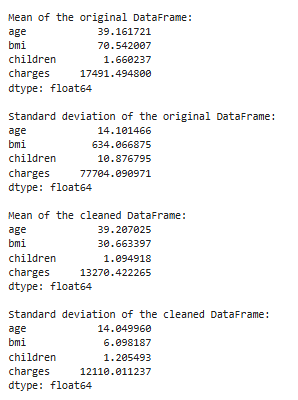 Mean of the original DataFrame:
age 39.161721
bmi 70.542007
children 1.660237
charges 17491.494800
dtype: float64
Standard deviation of the original DataFrame:
age 14.101466
bmi 634.066875
children 10.876795
charges 77704.090971
dtype: float64
Mean of the cleaned DataFrame:
age 39.207025
bmi 30.663397
children 1.094918
charges 13270.422265
dtype: float64
Standard deviation of the cleaned DataFrame:
age 14.049960
bmi 6.098187
children 1.205493
charges 12110.011237
dtype: float64